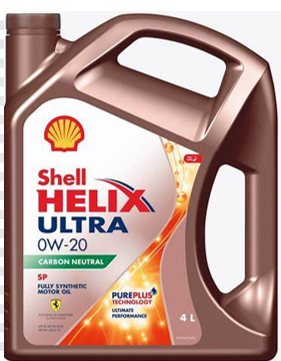 Shell
HELIX
ULTRA
0W-20
CARBON NEUTRAL
SP
FULLY SYNTHETIC
MOTOR OIL
PUREPLUS
TECHNOLOGY
ULTIMATE
PERFORMANCE
4 L